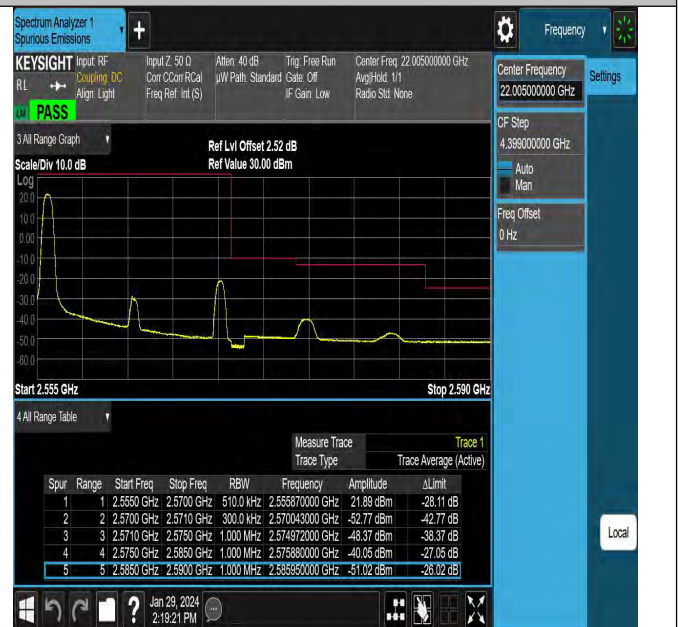 Spectrum Analyzer 1
Spurious Emissions
+
Frequency
KEYSIGHT Input: RF Input Z: 50 Ω Atten: 40 dB Trig: Free Run Center Freq: 22.005000000 GHz
RL Coupling: DC Corr CCorr RCal µW Path: Standard Gate: Off Avg|Hold: 1/1
Align: Light Freq Ref: Int (S) IF Gain: Low Radio Std: None
LM PASS
Center Frequency
22.005000000 GHz
Settings
CF Step
4.399000000 GHz
Auto
Man
Freq Offset
0 Hz
3 All Range Graph
Ref Lvl Offset 2.52 dB
Scale/Div 10.0 dB Ref Value 30.00 dBm
Log
20.0
10.0
0.00
-10.0
-20.0
-30.0
-40.0
-50.0
-60.0
Start 2.555 GHz Stop 2.590 GHz
4 All Range Table
Measure Trace Trace 1
Trace Type Trace Average (Active)
Spur Range Start Freq Stop Freq RBW Frequency Amplitude ΔLimit
1 1 2.5550 GHz 2.5700 GHz 510.0 kHz 2.555870000 GHz 21.89 dBm -28.11 dB
2 2 2.5700 GHz 2.5710 GHz 300.0 kHz 2.570043000 GHz -52.77 dBm -42.77 dB
3 3 2.5710 GHz 2.5750 GHz 1.000 MHz 2.574972000 GHz -48.37 dBm -38.37 dB
4 4 2.5750 GHz 2.5850 GHz 1.000 MHz 2.575880000 GHz -40.05 dBm -27.05 dB
5 5 2.5850 GHz 2.5900 GHz 1.000 MHz 2.585950000 GHz -51.02 dBm -26.02 dB
Local
? Jan 29, 2024
2:19:21 PM